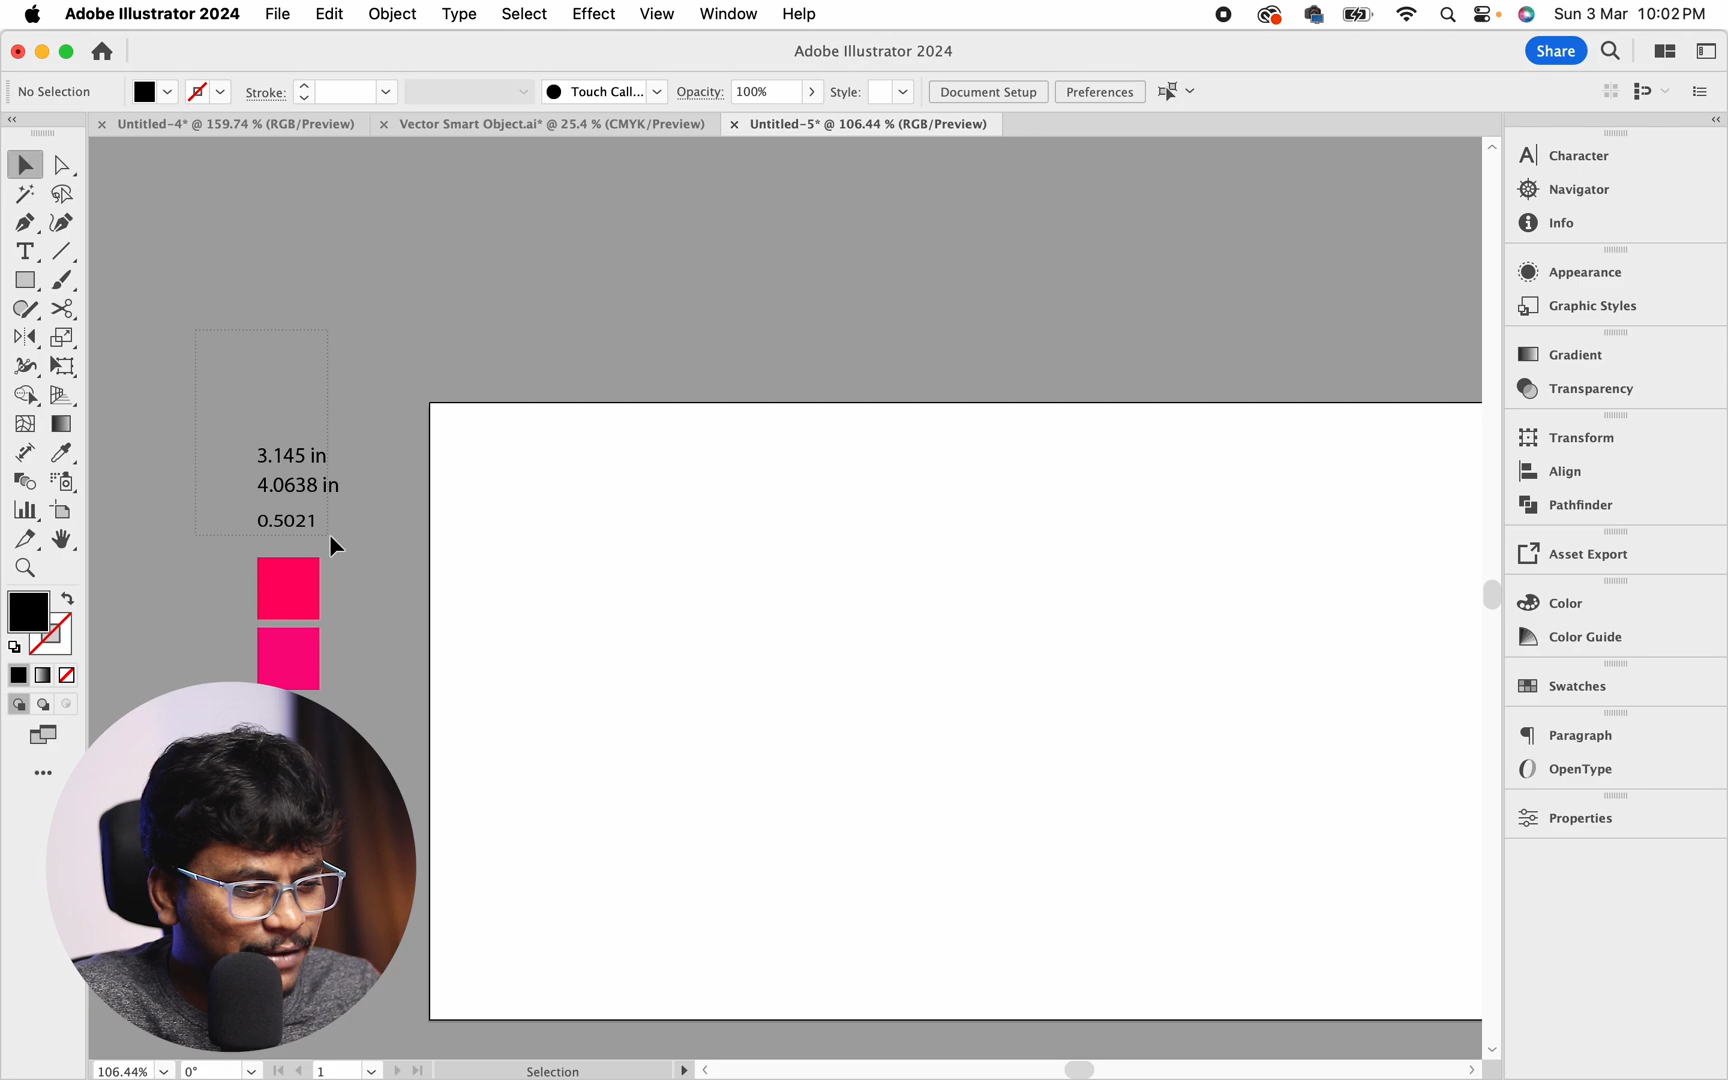 Adobe Illustrator 2024 File Edit Object Type Select Effect View Window Help Sun 3 Mar 10:02 PM
Adobe Illustrator 2024 Share
No Selection Stroke: Touch Call... Opacity: 100% Style: Document Setup Preferences
Untitled-4* @ 159.74 % (RGB/Preview) Vector Smart Object.ai* @ 25.4 % (CMYK/Preview) Untitled-5* @ 106.44 % (RGB/Preview)
Character
Navigator
Info
Appearance
Graphic Styles
Gradient
Transparency
Transform
Align
Pathfinder
Asset Export
Color
Color Guide
Swatches
Paragraph
OpenType
Properties
3.145 in
4.0638 in
0.5021
106.44% 0° 1 Selection